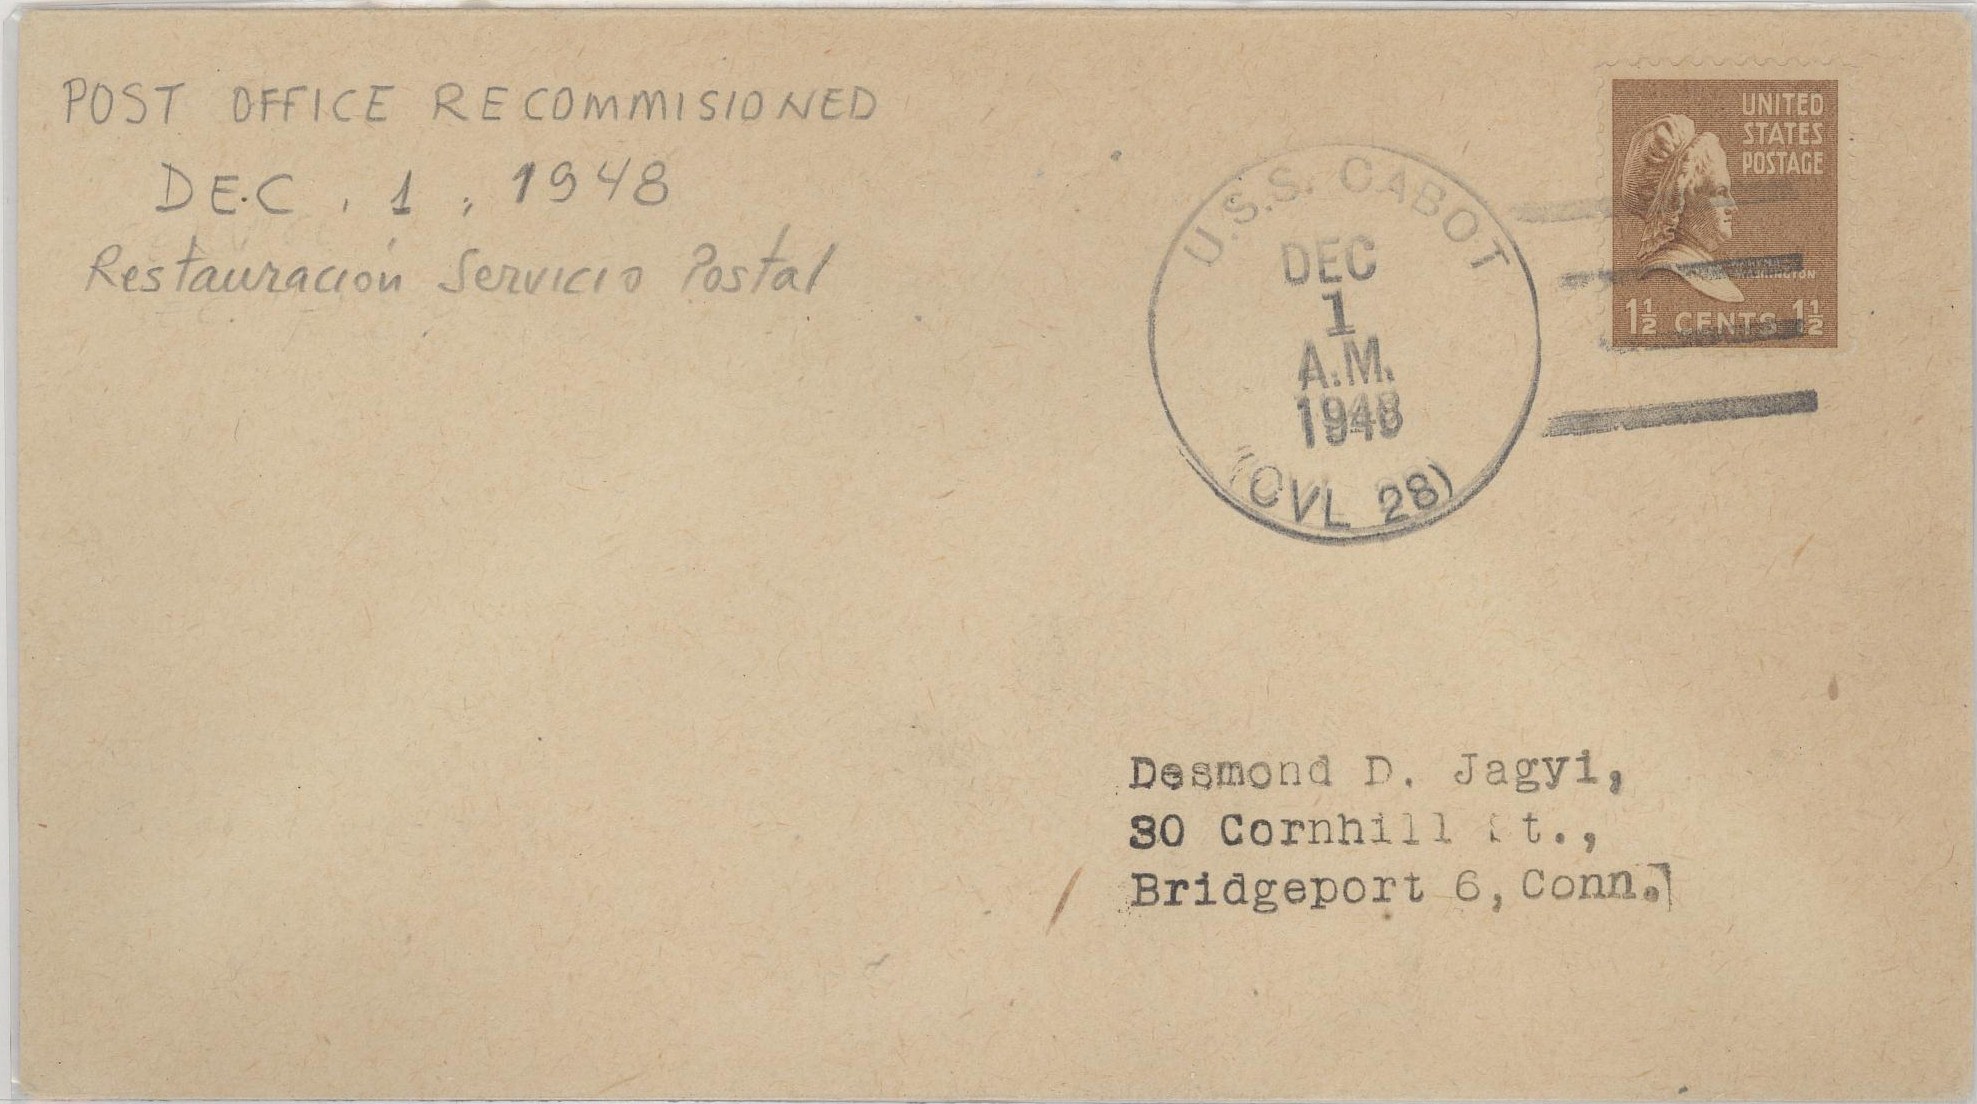 POST OFFICE RECOMMISIONED
DEC. 1, 1948
Restauración Servicio Postal
U.S.S. CABOT
DEC
1
A.M.
1948
(CVL 28)
UNITED
STATES
POSTAGE
WASHINGTON
1½ CENTS 1½
Desmond D. Jagyi,
30 Cornhill St.,
Bridgeport 6, Conn.